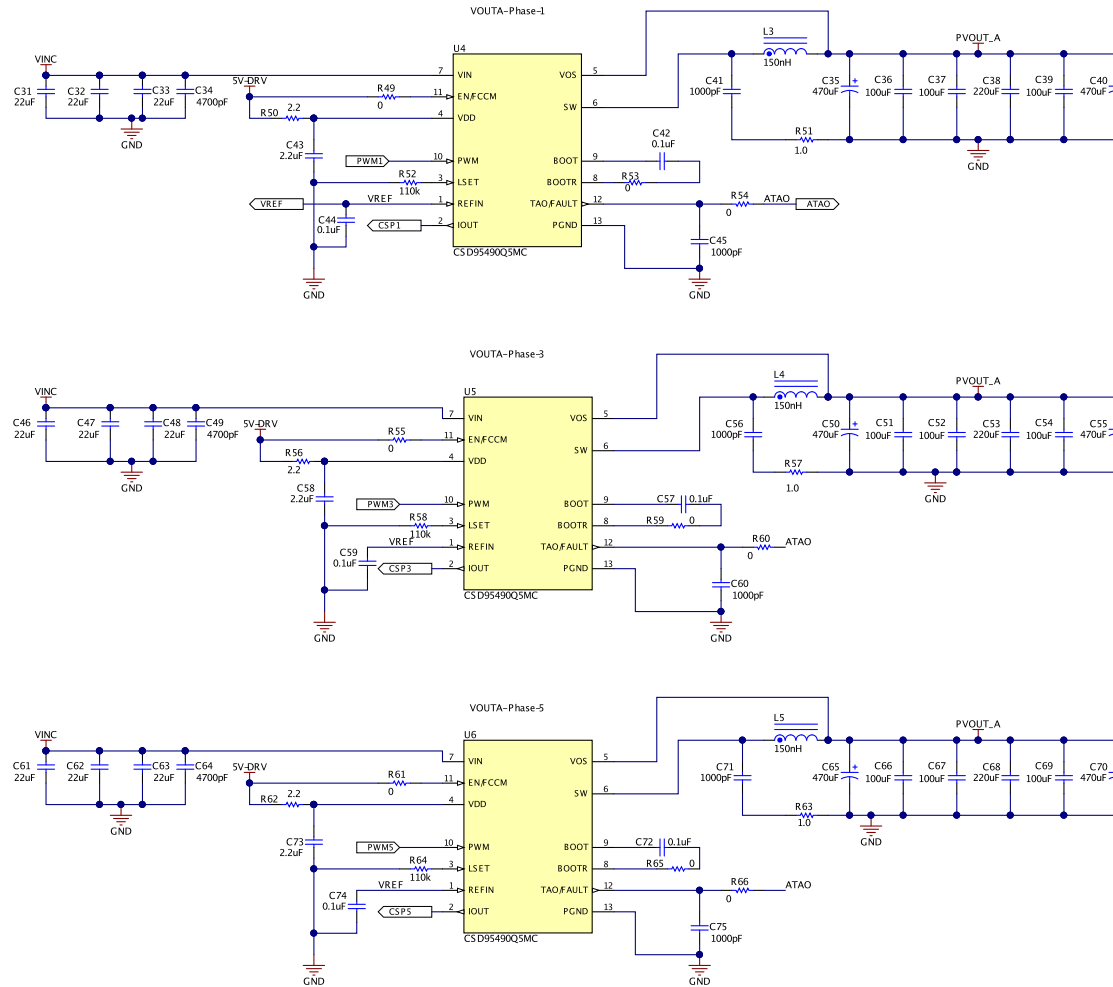 VOUTA-Phase-1
VINC
C31
22uF
C32
22uF
C33
22uF
C34
4700pF
GND
5V-DRV
R49
0
R50
2.2
C43
2.2uF
PWM1
R52
110k
VREF
VREF
C44
0.1uF
CSP1
GND
U4
7
VIN
11
EN/FCCM
4
VDD
10
PWM
3
LSET
1
REFIN
2
IOUT
VOS
5
SW
6
BOOT
9
BOOTR
8
TAO/FAULT
12
PGND
13
CSD95490Q5MC
C42
0.1uF
R53
0
R54
0
ATAO
ATAO
C45
1000pF
GND
C41
1000pF
L3
150nH
R51
1.0
PVOUT_A
C35
470uF
+
C36
100uF
C37
100uF
C38
220uF
C39
100uF
C40
470uF
GND
VOUTA-Phase-3
VINC
C46
22uF
C47
22uF
C48
22uF
C49
4700pF
GND
5V-DRV
R55
0
R56
2.2
C58
2.2uF
PWM3
R58
110k
VREF
C59
0.1uF
CSP3
GND
U5
7
VIN
11
EN/FCCM
4
VDD
10
PWM
3
LSET
1
REFIN
2
IOUT
VOS
5
SW
6
BOOT
9
BOOTR
8
TAO/FAULT
12
PGND
13
CSD95490Q5MC
C57
0.1uF
R59
0
R60
0
ATAO
C60
1000pF
GND
C56
1000pF
L4
150nH
R57
1.0
PVOUT_A
C50
470uF
+
C51
100uF
C52
100uF
C53
220uF
C54
100uF
C55
470uF
GND
VOUTA-Phase-5
VINC
C61
22uF
C62
22uF
C63
22uF
C64
4700pF
GND
5V-DRV
R61
0
R62
2.2
C73
2.2uF
PWM5
R64
110k
VREF
C74
0.1uF
CSP5
GND
U6
7
VIN
11
EN/FCCM
4
VDD
10
PWM
3
LSET
1
REFIN
2
IOUT
VOS
5
SW
6
BOOT
9
BOOTR
8
TAO/FAULT
12
PGND
13
CSD95490Q5MC
C72
0.1uF
R65
0
R66
0
ATAO
C75
1000pF
GND
C71
1000pF
L5
150nH
R63
1.0
PVOUT_A
C65
470uF
+
C66
100uF
C67
100uF
C68
220uF
C69
100uF
C70
470uF
GND